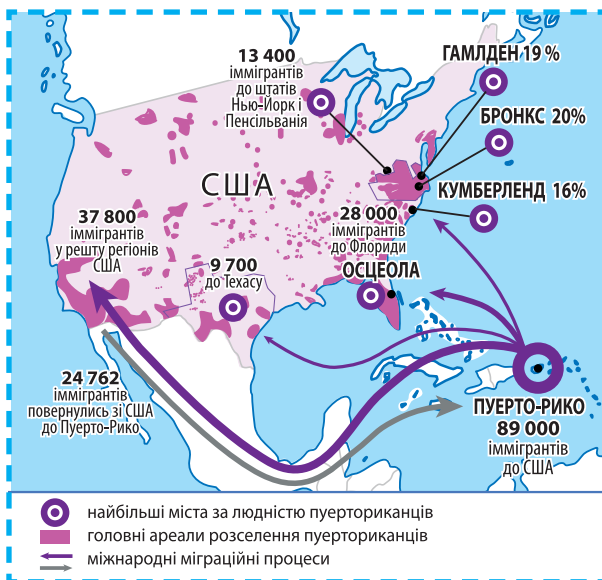 13 400
іммігрантів
до штатів
Нью-Йорк і
Пенсільванія
ГАМЛДЕН 19 %
БРОНКС 20%
КУМБЕРЛЕНД 16%
США
37 800
іммігрантів
у решту регіонів
США
28 000
іммігрантів
до Флориди
9 700
до Техасу
ОСЦЕОЛА
24 762
іммігрантів
повернулись зі США
до Пуерто-Рико
ПУЕРТО-РИКО
89 000
іммігрантів
до США
найбільші міста за людністю пуерториканців
головні ареали розселення пуерториканців
міжнародні міграційні процеси